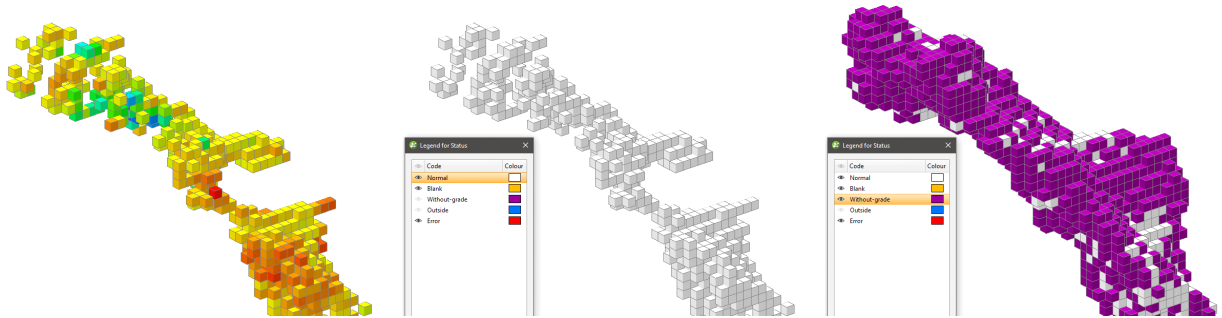 Legend for Status
Code Colour
Normal
Blank
Without-grade
Outside
Error
Legend for Status
Code Colour
Normal
Blank
Without-grade
Outside
Error